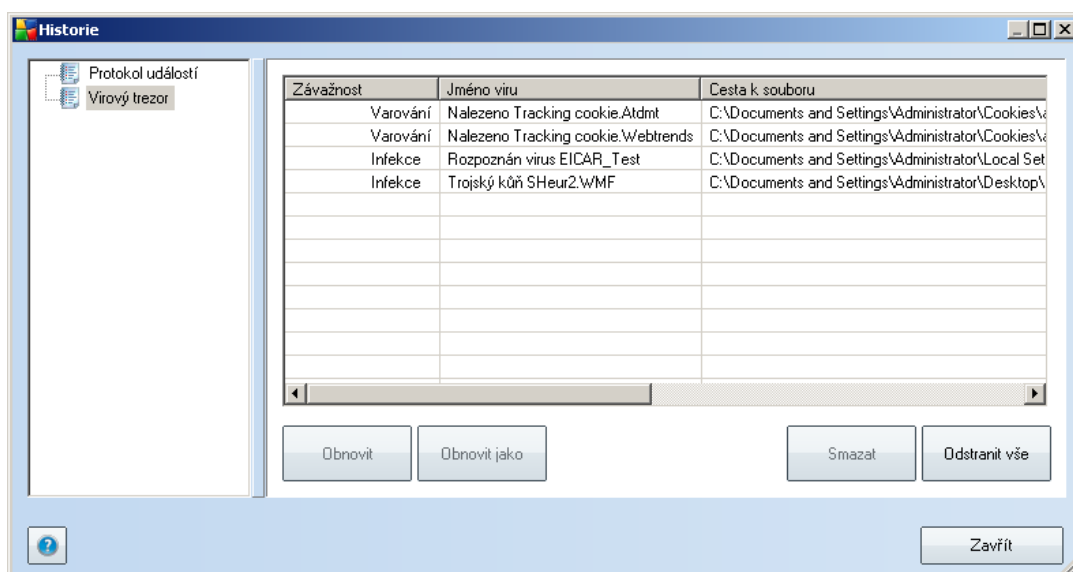 Historie
Protokol událostí
Virový trezor
Závažnost Jméno viru Cesta k souboru
Varování Nalezeno Tracking cookie.Atdmt C:\Documents and Settings\Administrator\Cookies\a
Varování Nalezeno Tracking cookie.Webtrends C:\Documents and Settings\Administrator\Cookies\a
Infekce Rozpoznán virus EICAR_Test C:\Documents and Settings\Administrator\Local Set
Infekce Trojský kůň SHeur2.WMF C:\Documents and Settings\Administrator\Desktop\
Obnovit Obnovit jako Smazat Odstranit vše
Zavřít